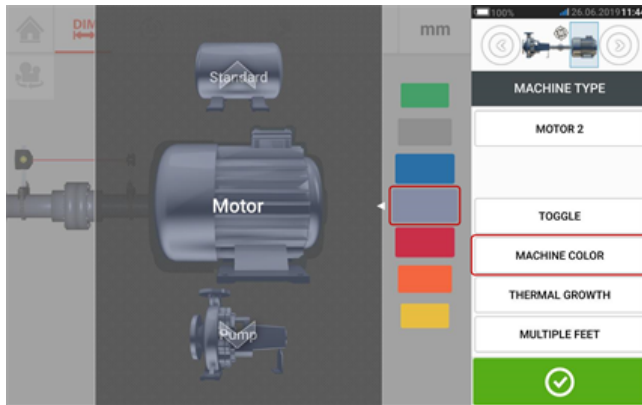 DIM
mm
Standard
Motor
Pump
100%
26.06.2019 11:4
MACHINE TYPE
MOTOR 2
TOGGLE
MACHINE COLOR
THERMAL GROWTH
MULTIPLE FEET